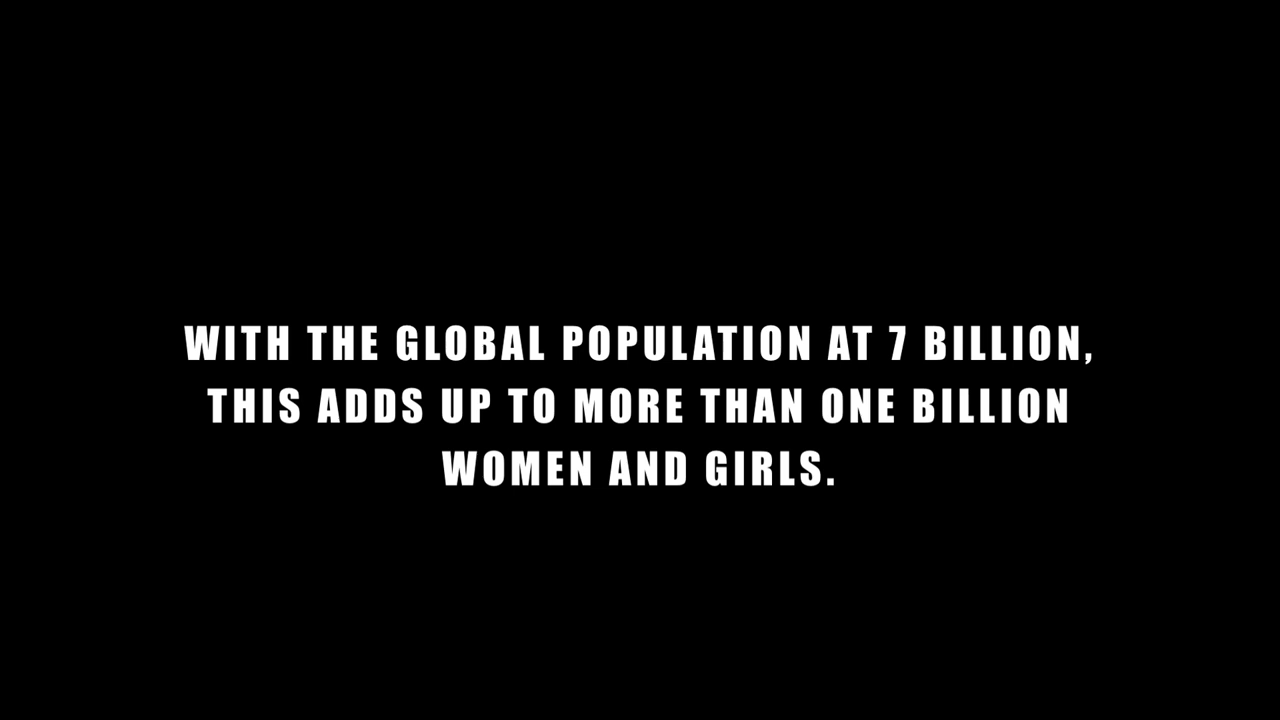 WITH THE GLOBAL POPULATION AT 7 BILLION,
THIS ADDS UP TO MORE THAN ONE BILLION
WOMEN AND GIRLS.